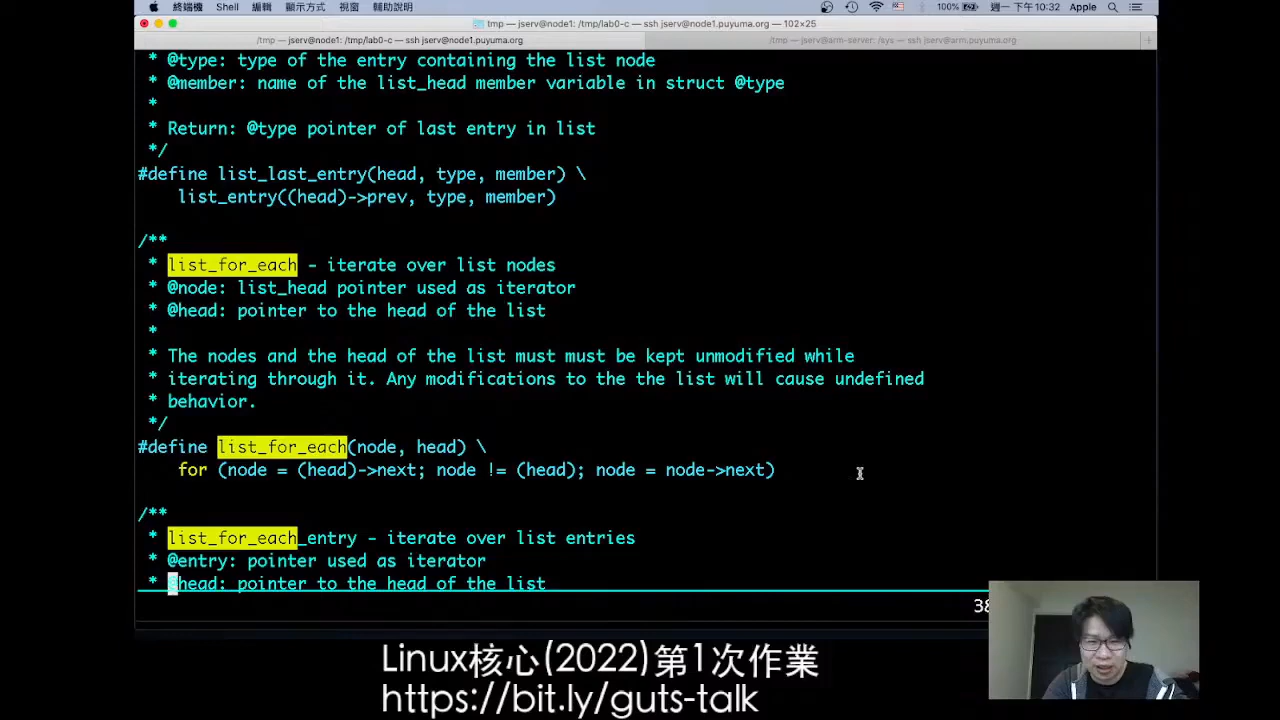 終端機 Shell 編輯 顯示方式 視窗 輔助說明 100% 週一下午10:32 Apple
tmp — jserv@node1: /tmp/lab0-c — ssh jserv@node1.puyuma.org — 102×25
/tmp — jserv@node1: /tmp/lab0-c — ssh jserv@node1.puyuma.org
/tmp — jserv@arm-server: /sys — ssh jserv@arm.puyuma.org
* @type: type of the entry containing the list node
* @member: name of the list_head member variable in struct @type
*
* Return: @type pointer of last entry in list
*/
#define list_last_entry(head, type, member) \
list_entry((head)->prev, type, member)
/**
* list_for_each - iterate over list nodes
* @node: list_head pointer used as iterator
* @head: pointer to the head of the list
*
* The nodes and the head of the list must must be kept unmodified while
* iterating through it. Any modifications to the the list will cause undefined
* behavior.
*/
#define list_for_each(node, head) \
for (node = (head)->next; node != (head); node = node->next)
/**
* list_for_each_entry - iterate over list entries
* @entry: pointer used as iterator
* @head: pointer to the head of the list
Linux核心(2022)第1次作業
https://bit.ly/guts-talk